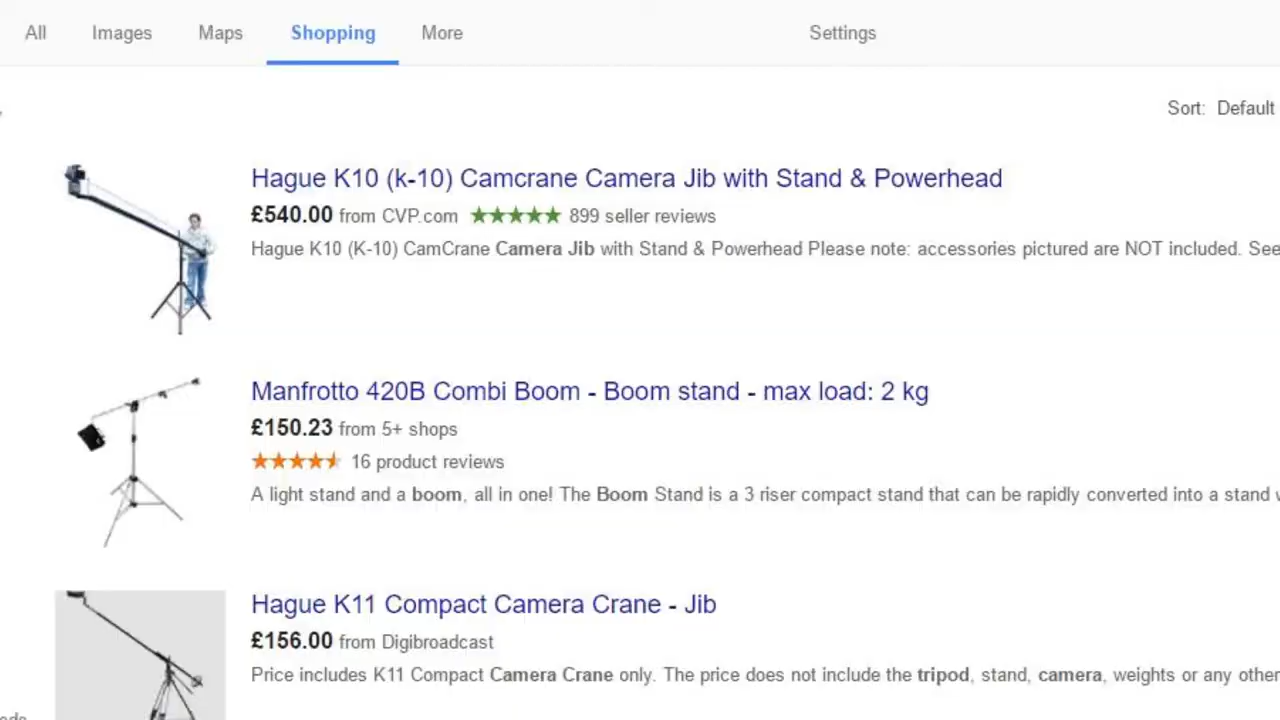 All Images Maps Shopping More Settings
Sort: Default
Hague K10 (k-10) Camcrane Camera Jib with Stand & Powerhead
£540.00 from CVP.com 899 seller reviews
Hague K10 (K-10) CamCrane Camera Jib with Stand & Powerhead Please note: accessories pictured are NOT included. See
Manfrotto 420B Combi Boom - Boom stand - max load: 2 kg
£150.23 from 5+ shops
16 product reviews
A light stand and a boom, all in one! The Boom Stand is a 3 riser compact stand that can be rapidly converted into a stand
Hague K11 Compact Camera Crane - Jib
£156.00 from Digibroadcast
Price includes K11 Compact Camera Crane only. The price does not include the tripod, stand, camera, weights or any other